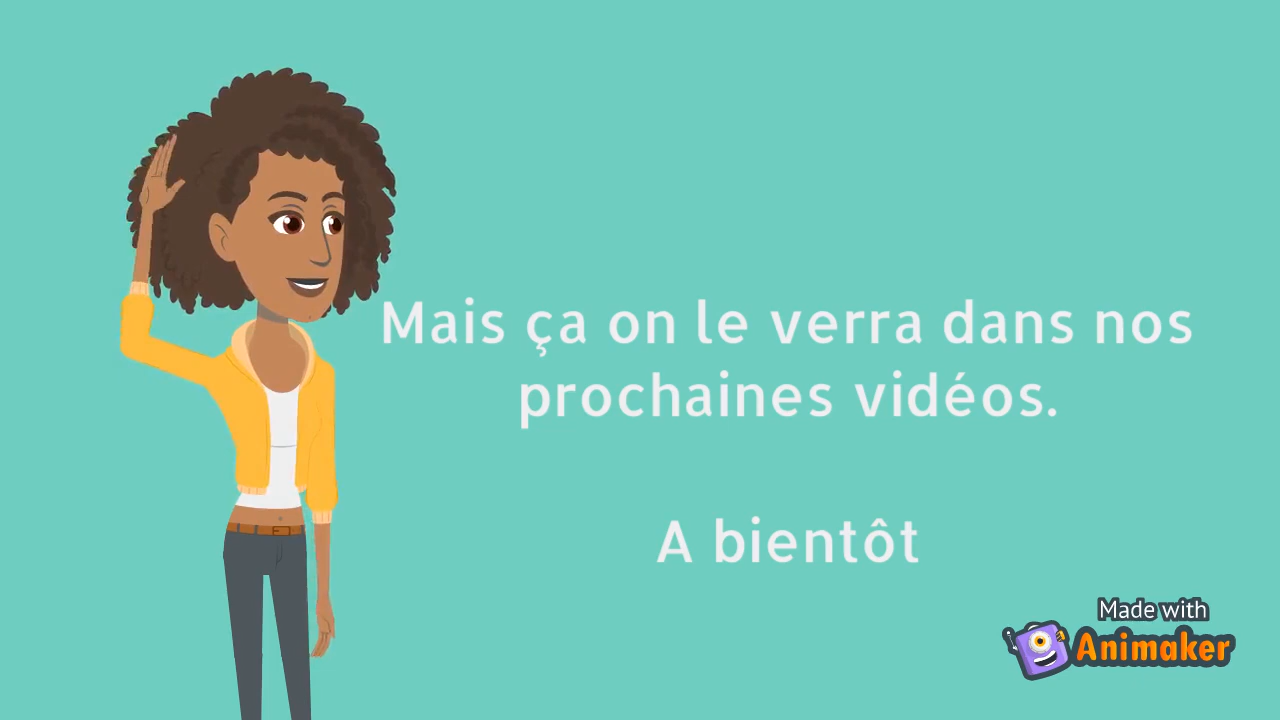 Mais ça on le verra dans nos
prochaines vidéos.
A bientôt
Made with
Animaker